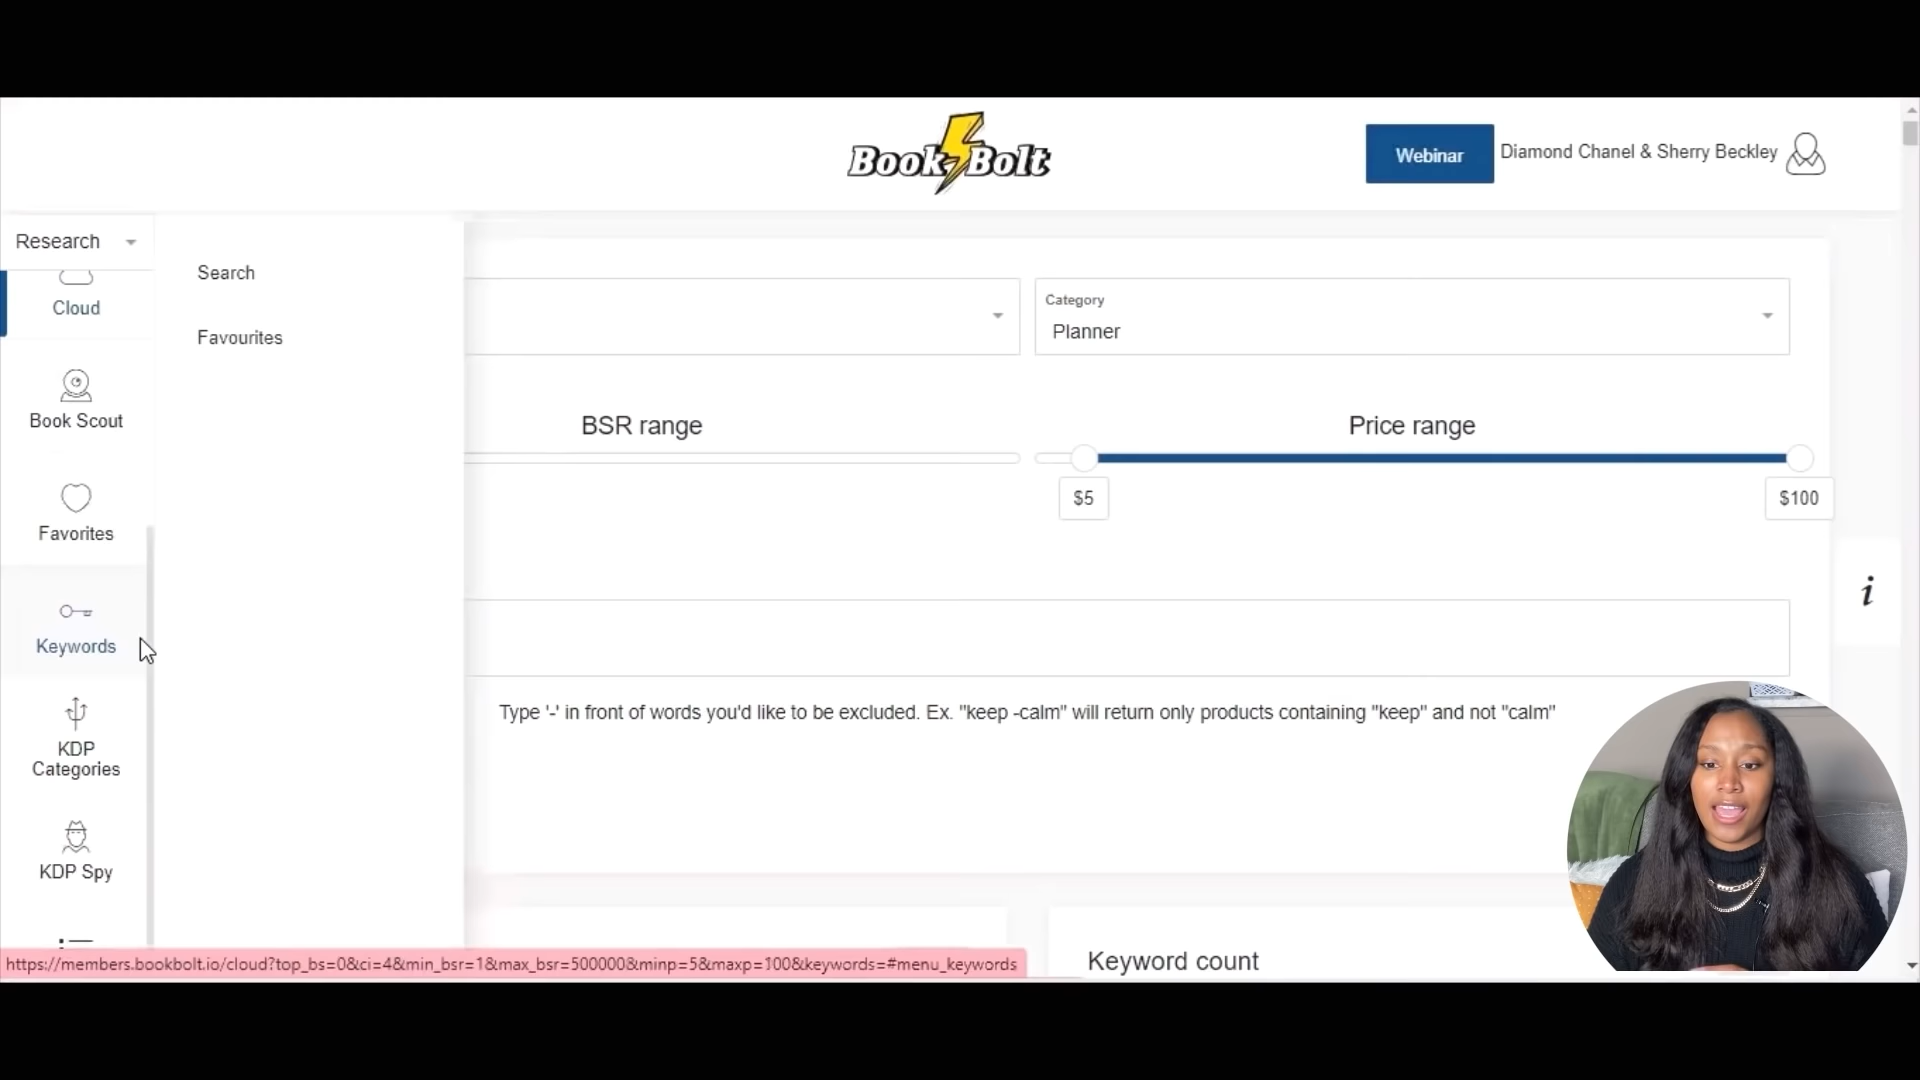 Book Bolt
Webinar
Diamond Chanel & Sherry Beckley
Research
Search
Favourites
Cloud
Category
Planner
Book Scout
BSR range
Price range
$5
$100
Favorites
i
Keywords
Type '-' in front of words you'd like to be excluded. Ex. "keep -calm" will return only products containing "keep" and not "calm"
KDP
Categories
KDP Spy
https://members.bookbolt.io/cloud?top_bs=0&ci=4&min_bsr=1&max_bsr=500000&minp=5&maxp=100&keywords=#menu_keywords
Keyword count